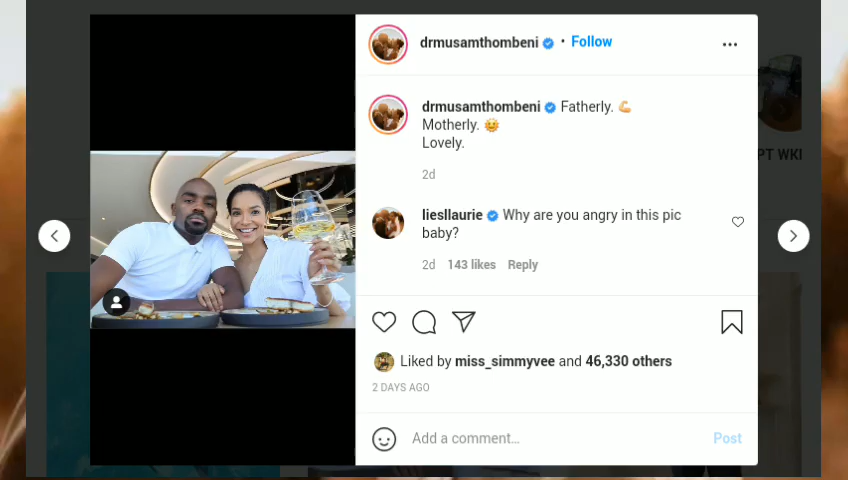 drmusamthombeni • Follow
drmusamthombeni Fatherly. 💪
Motherly. 🌞
Lovely.
2d
PT WKI
liesllaurie Why are you angry in this pic
baby?
2d 143 likes Reply
Liked by miss_simmyvee and 46,330 others
2 DAYS AGO
Add a comment... Post